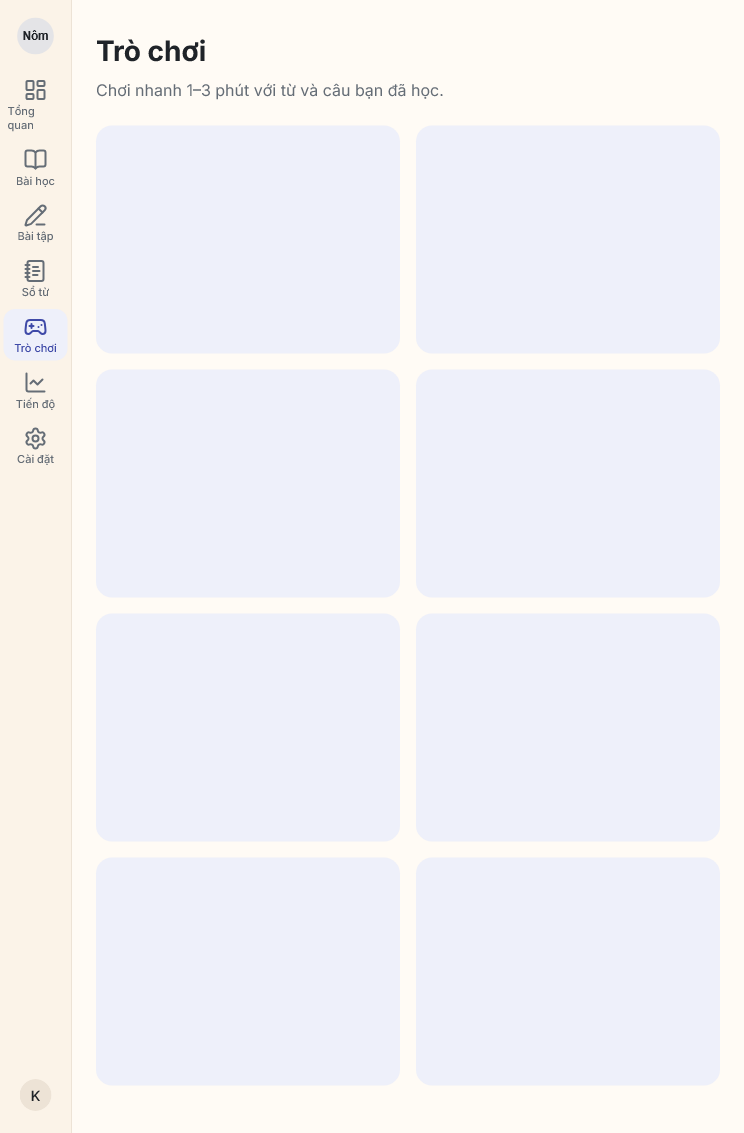 Nôm
Tổng
quan
Bài học
Bài tập
Sổ từ
Trò chơi
Tiến độ
Cài đặt
K
Trò chơi
Chơi nhanh 1–3 phút với từ và câu bạn đã học.